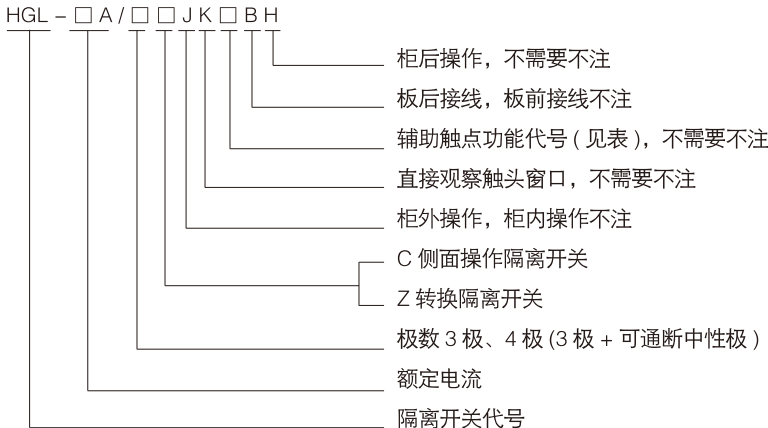 HGL-□A/□□JK□BH
柜后操作，不需要不注
板后接线，板前接线不注
辅助触点功能代号(见表)，不需要不注
直接观察触头窗口，不需要不注
柜外操作，柜内操作不注
C 侧面操作隔离开关
Z 转换隔离开关
极数 3 极、4 极 (3 极 + 可通断中性极)
额定电流
隔离开关代号